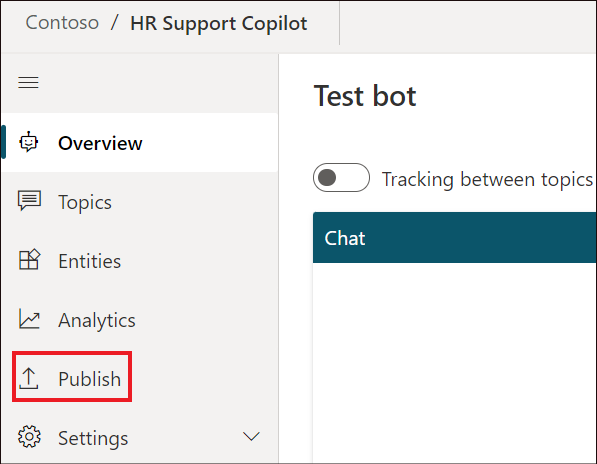 Contoso / HR Support Copilot
Test bot
Overview
Tracking between topics
Topics
Chat
Entities
Analytics
Publish
Settings